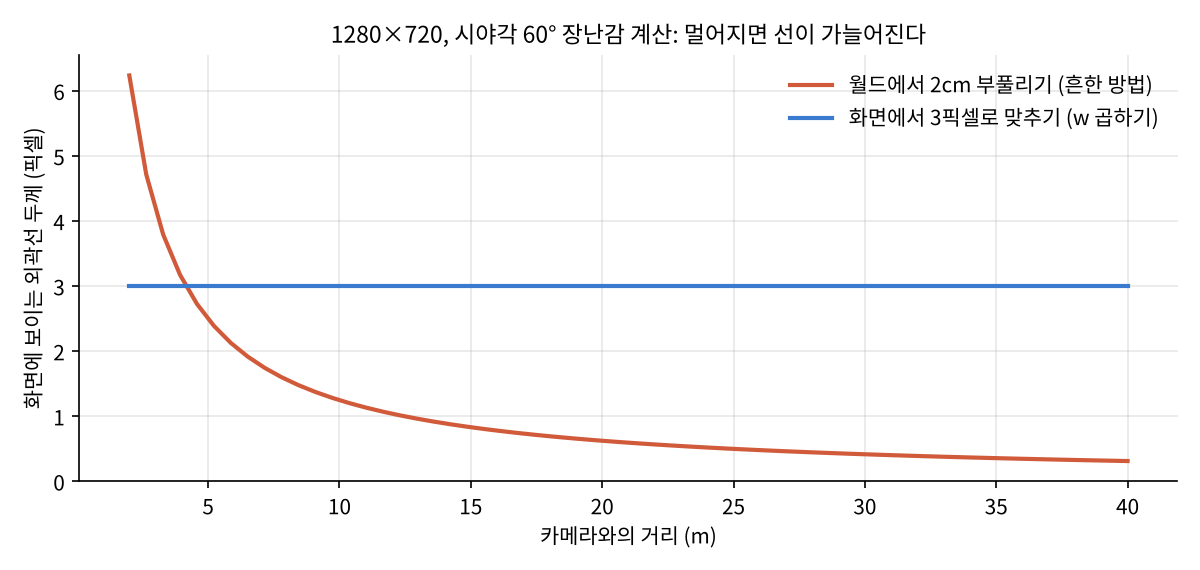 1280×720, 시야각 60° 장난감 계산: 멀어지면 선이 가늘어진다
월드에서 2cm 부풀리기 (흔한 방법)
화면에서 3픽셀로 맞추기 (w 곱하기)
화면에 보이는 외곽선 두께 (픽셀)
6
5
4
3
2
1
0
5 10 15 20 25 30 35 40
카메라와의 거리 (m)